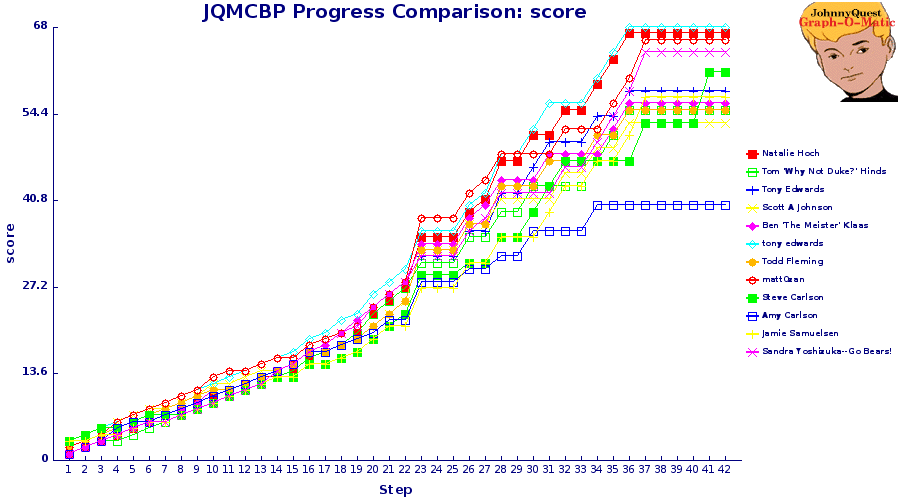 JQMCBP Progress Comparison: score
JohnnyQuest
Graph-O-Matic
68
54.4
40.8
27.2
13.6
0
score
1 2 3 4 5 6 7 8 9 10 11 12 13 14 15 16 17 18 19 20 21 22 23 24 25 26 27 28 29 30 31 32 33 34 35 36 37 38 39 40 41 42
Step
Natalie Hoch
Tom 'Why Not Duke?' Hinds
Tony Edwards
Scott A Johnson
Ben 'The Meister' Klaas
tony edwards
Todd Fleming
mattOzan
Steve Carlson
Amy Carlson
Jamie Samuelsen
Sandra Yoshizuka--Go Bears!